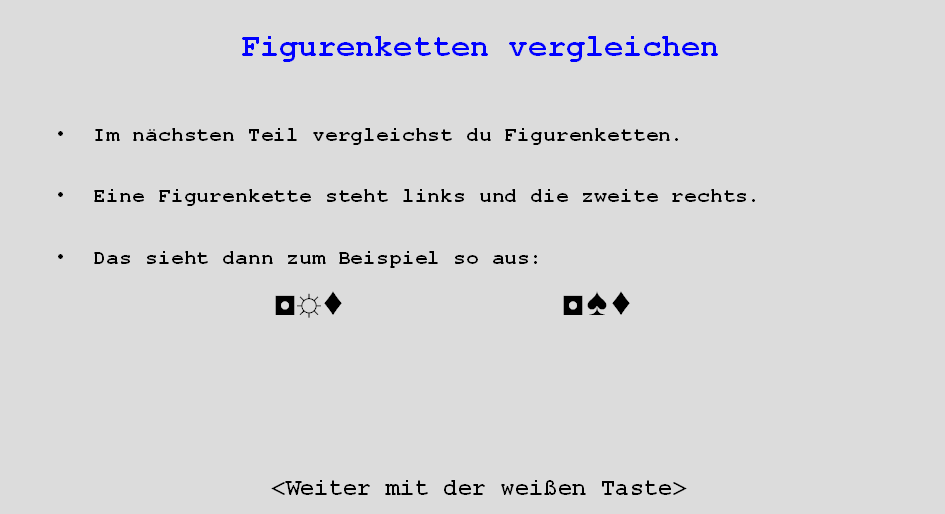 Figurenketten vergleichen
• Im nächsten Teil vergleichst du Figurenketten.
• Eine Figurenkette steht links und die zweite rechts.
• Das sieht dann zum Beispiel so aus:
◘☼♦ ◘♠♦
<Weiter mit der weißen Taste>